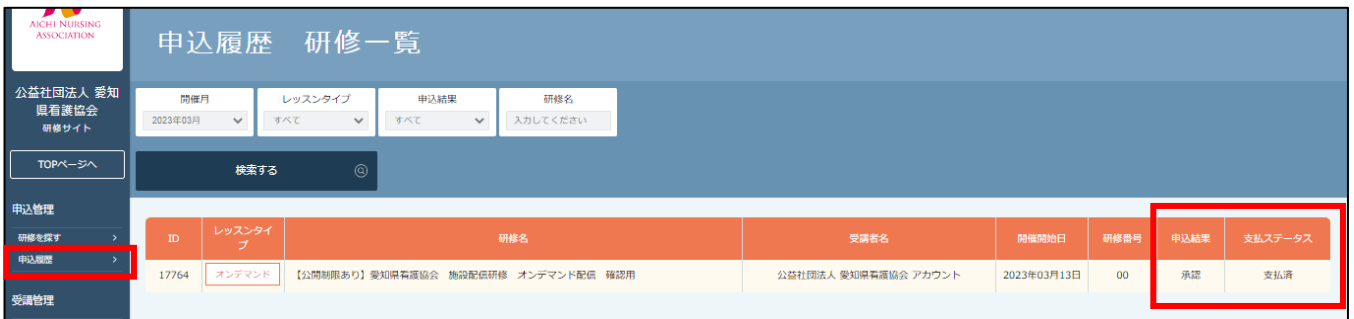 AICHI NURSING
ASSOCIATION
公益社団法人 愛知
県看護協会
研修サイト
TOPページへ
申込管理
研修を探す
申込履歴
受講管理
申込履歴 研修一覧
開催月 レッスンタイプ 申込結果 研修名
2023年03月 すべて すべて 入力してください
検索する
ID レッスンタイ
プ 研修名 受講者名 開催開始日 研修番号 申込結果 支払ステータス
17764 オンデマンド 【公開制限あり】愛知県看護協会 施設配信研修 オンデマンド配信 確認用 公益社団法人 愛知県看護協会 アカウント 2023年03月13日 00 承認 支払済